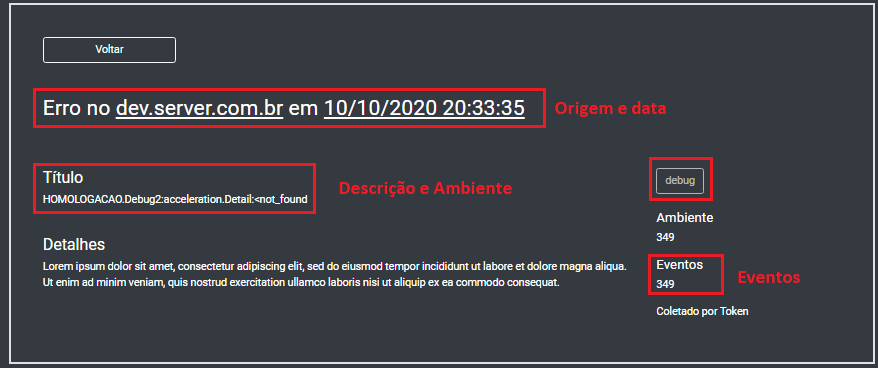 Voltar
Erro no dev.server.com.br em 10/10/2020 20:33:35
Origem e data
Título
HOMOLOGACAO.Debug2:acceleration.Detail:<not_found
Descrição e Ambiente
Detalhes
Lorem ipsum dolor sit amet, consectetur adipiscing elit, sed do eiusmod tempor incididunt ut labore et dolore magna aliqua.
Ut enim ad minim veniam, quis nostrud exercitation ullamco laboris nisi ut aliquip ex ea commodo consequat.
debug
Ambiente
349
Eventos
349
Eventos
Coletado por Token